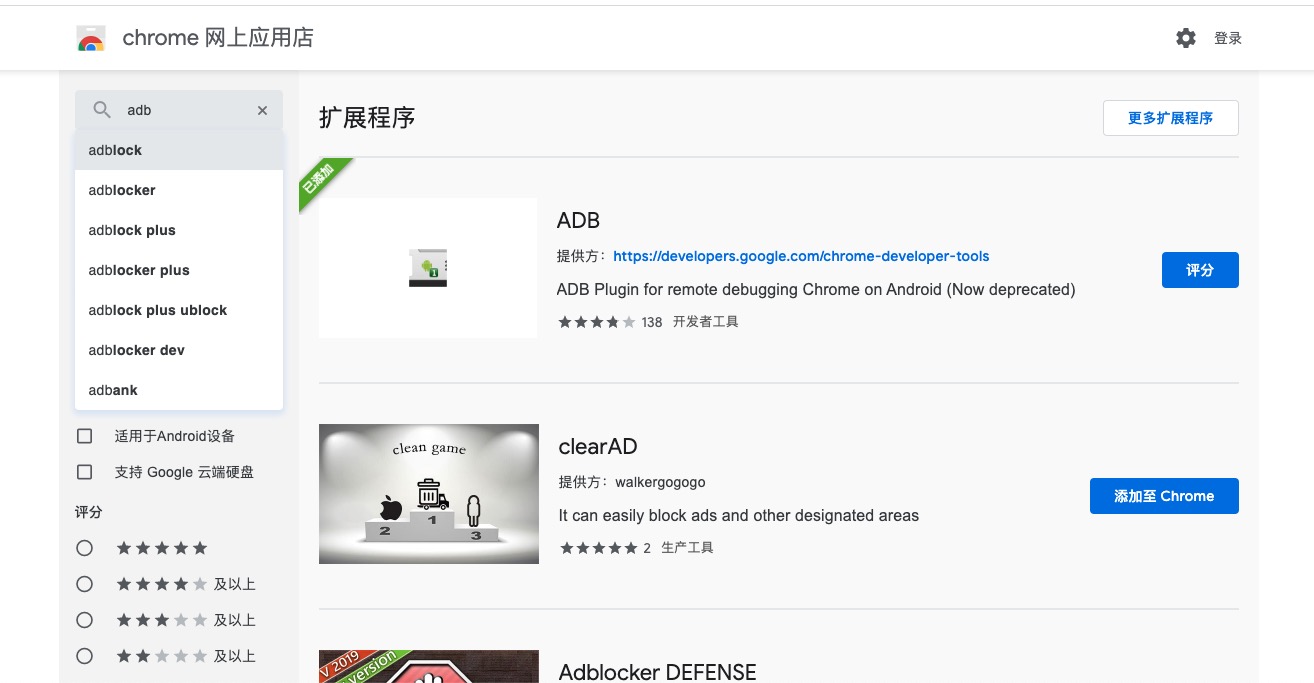 chrome 网上应用店
登录
adb
adblock
adblocker
adblock plus
adblocker plus
adblock plus ublock
adblocker dev
adbank
适用于Android设备
支持 Google 云端硬盘
评分
及以上
及以上
及以上
扩展程序
更多扩展程序
已添加
ADB
提供方： https://developers.google.com/chrome-developer-tools
ADB Plugin for remote debugging Chrome on Android (Now deprecated)
138 开发者工具
评分
clean game
2 1 3
clearAD
提供方： walkergogogo
It can easily block ads and other designated areas
2 生产工具
添加至 Chrome
V 2019
version
Adblocker DEFENSE